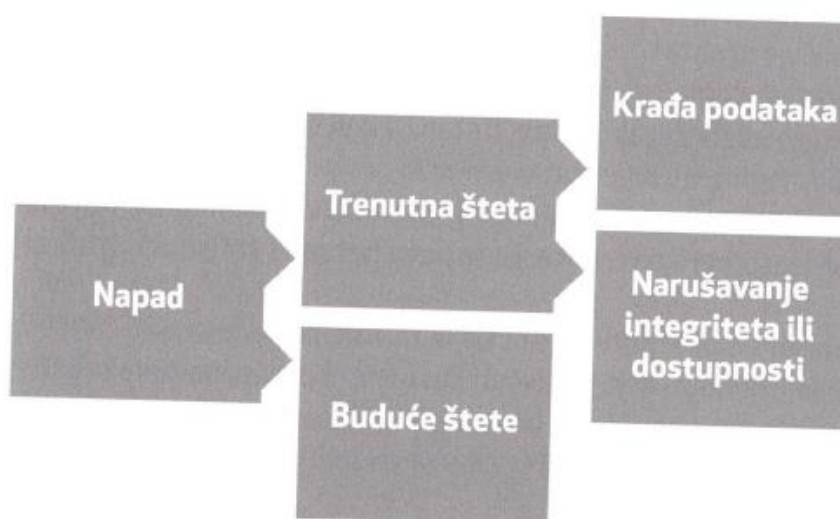 Napad
Trenutna šteta
Buduće štete
Krađa podataka
Narušavanje
integriteta ili
dostupnosti